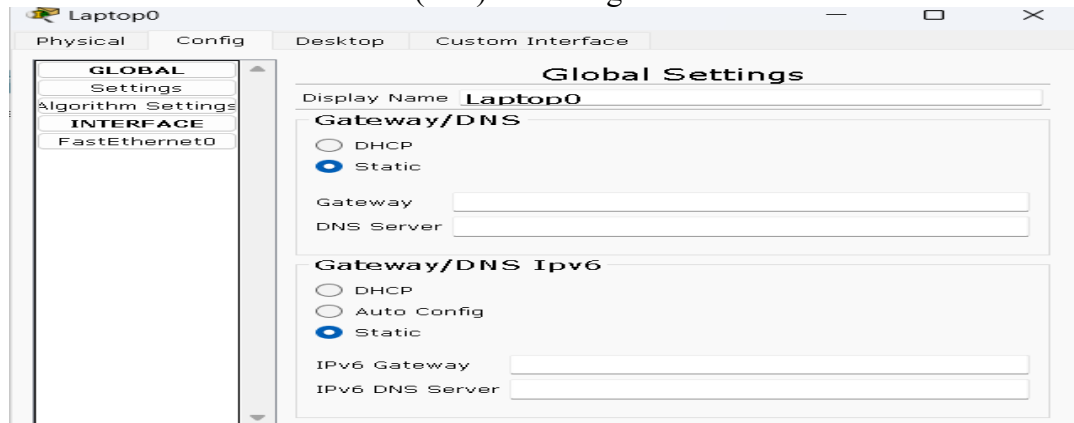 Laptop0
Physical Config Desktop Custom Interface
GLOBAL
Settings
Algorithm Settings
INTERFACE
FastEthernet0
Global Settings
Display Name Laptop0
Gateway/DNS
DHCP
Static
Gateway
DNS Server
Gateway/DNS Ipv6
DHCP
Auto Config
Static
IPv6 Gateway
IPv6 DNS Server